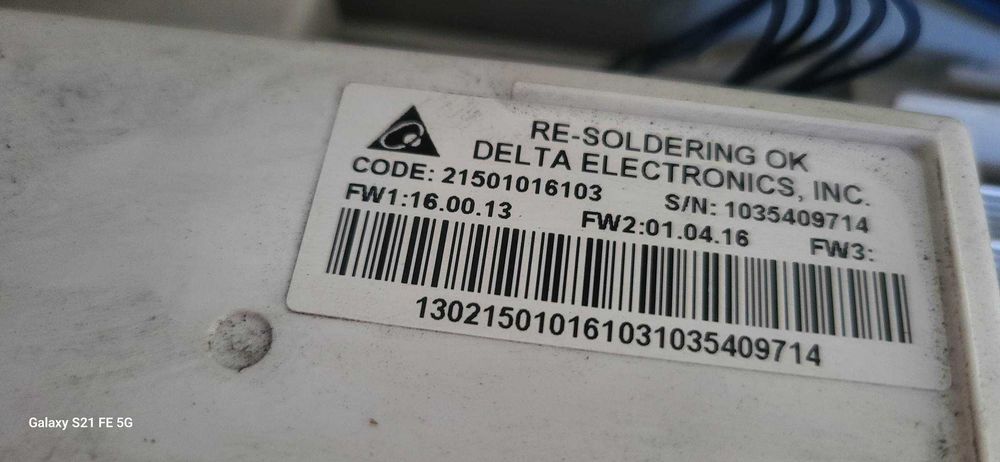 RE-SOLDERING OK
DELTA ELECTRONICS, INC.
CODE: 21501016103 S/N: 1035409714
FW1:16.00.13 FW2:01.04.16 FW3:
130215010161031035409714
Galaxy S21 FE 5G